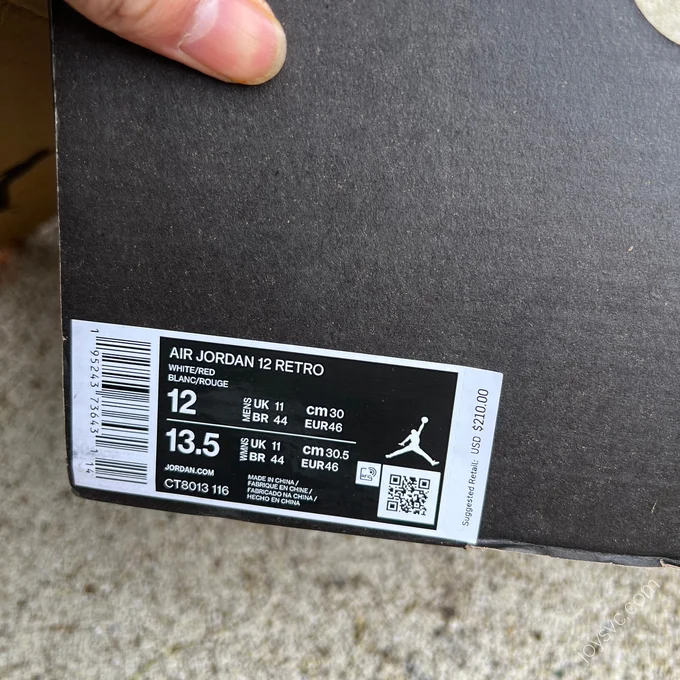 1 95243 73643 1 14
AIR JORDAN 12 RETRO
WHITE/RED
BLANC/ROUGE
12 MENS UK 11 cm 30
BR 44 EUR46
13.5 WMNS UK 11 cm 30.5
BR 44 EUR46
JORDAN.COM
CT8013 116
MADE IN CHINA /
FABRIQUE EN CHINE /
FABRICADO NA CHINA /
HECHO EN CHINA
Suggested Retail: USD $210.00
joysvc.com